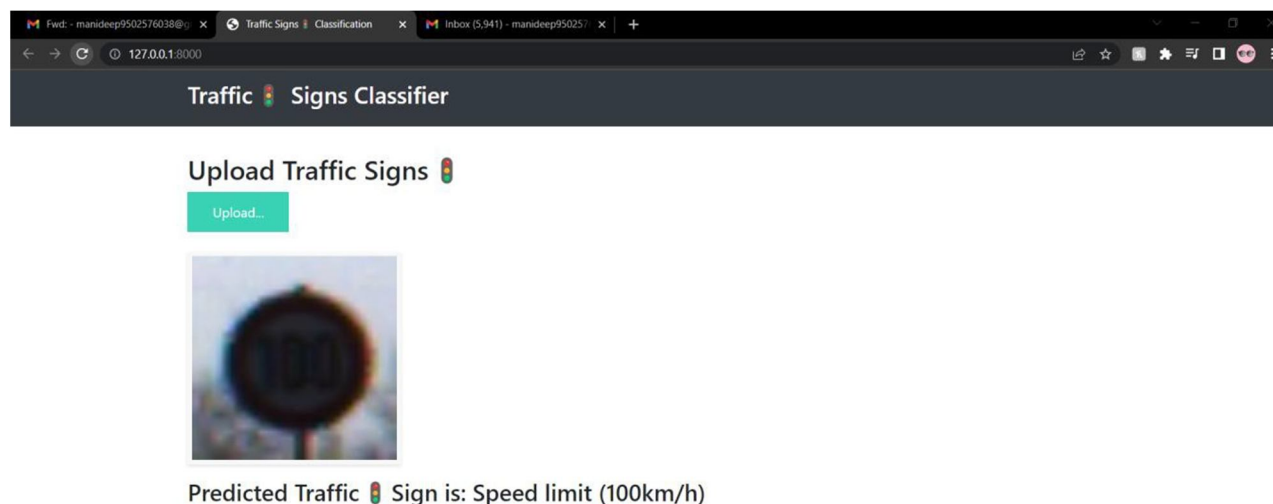 Fwd: - manideep9502576038@g
Traffic Signs 🚦 Classification
Inbox (5,941) - manideep950257
127.0.0.1:8000
Traffic 🚦 Signs Classifier
Upload Traffic Signs 🚦
Upload...
100
Predicted Traffic 🚦 Sign is: Speed limit (100km/h)